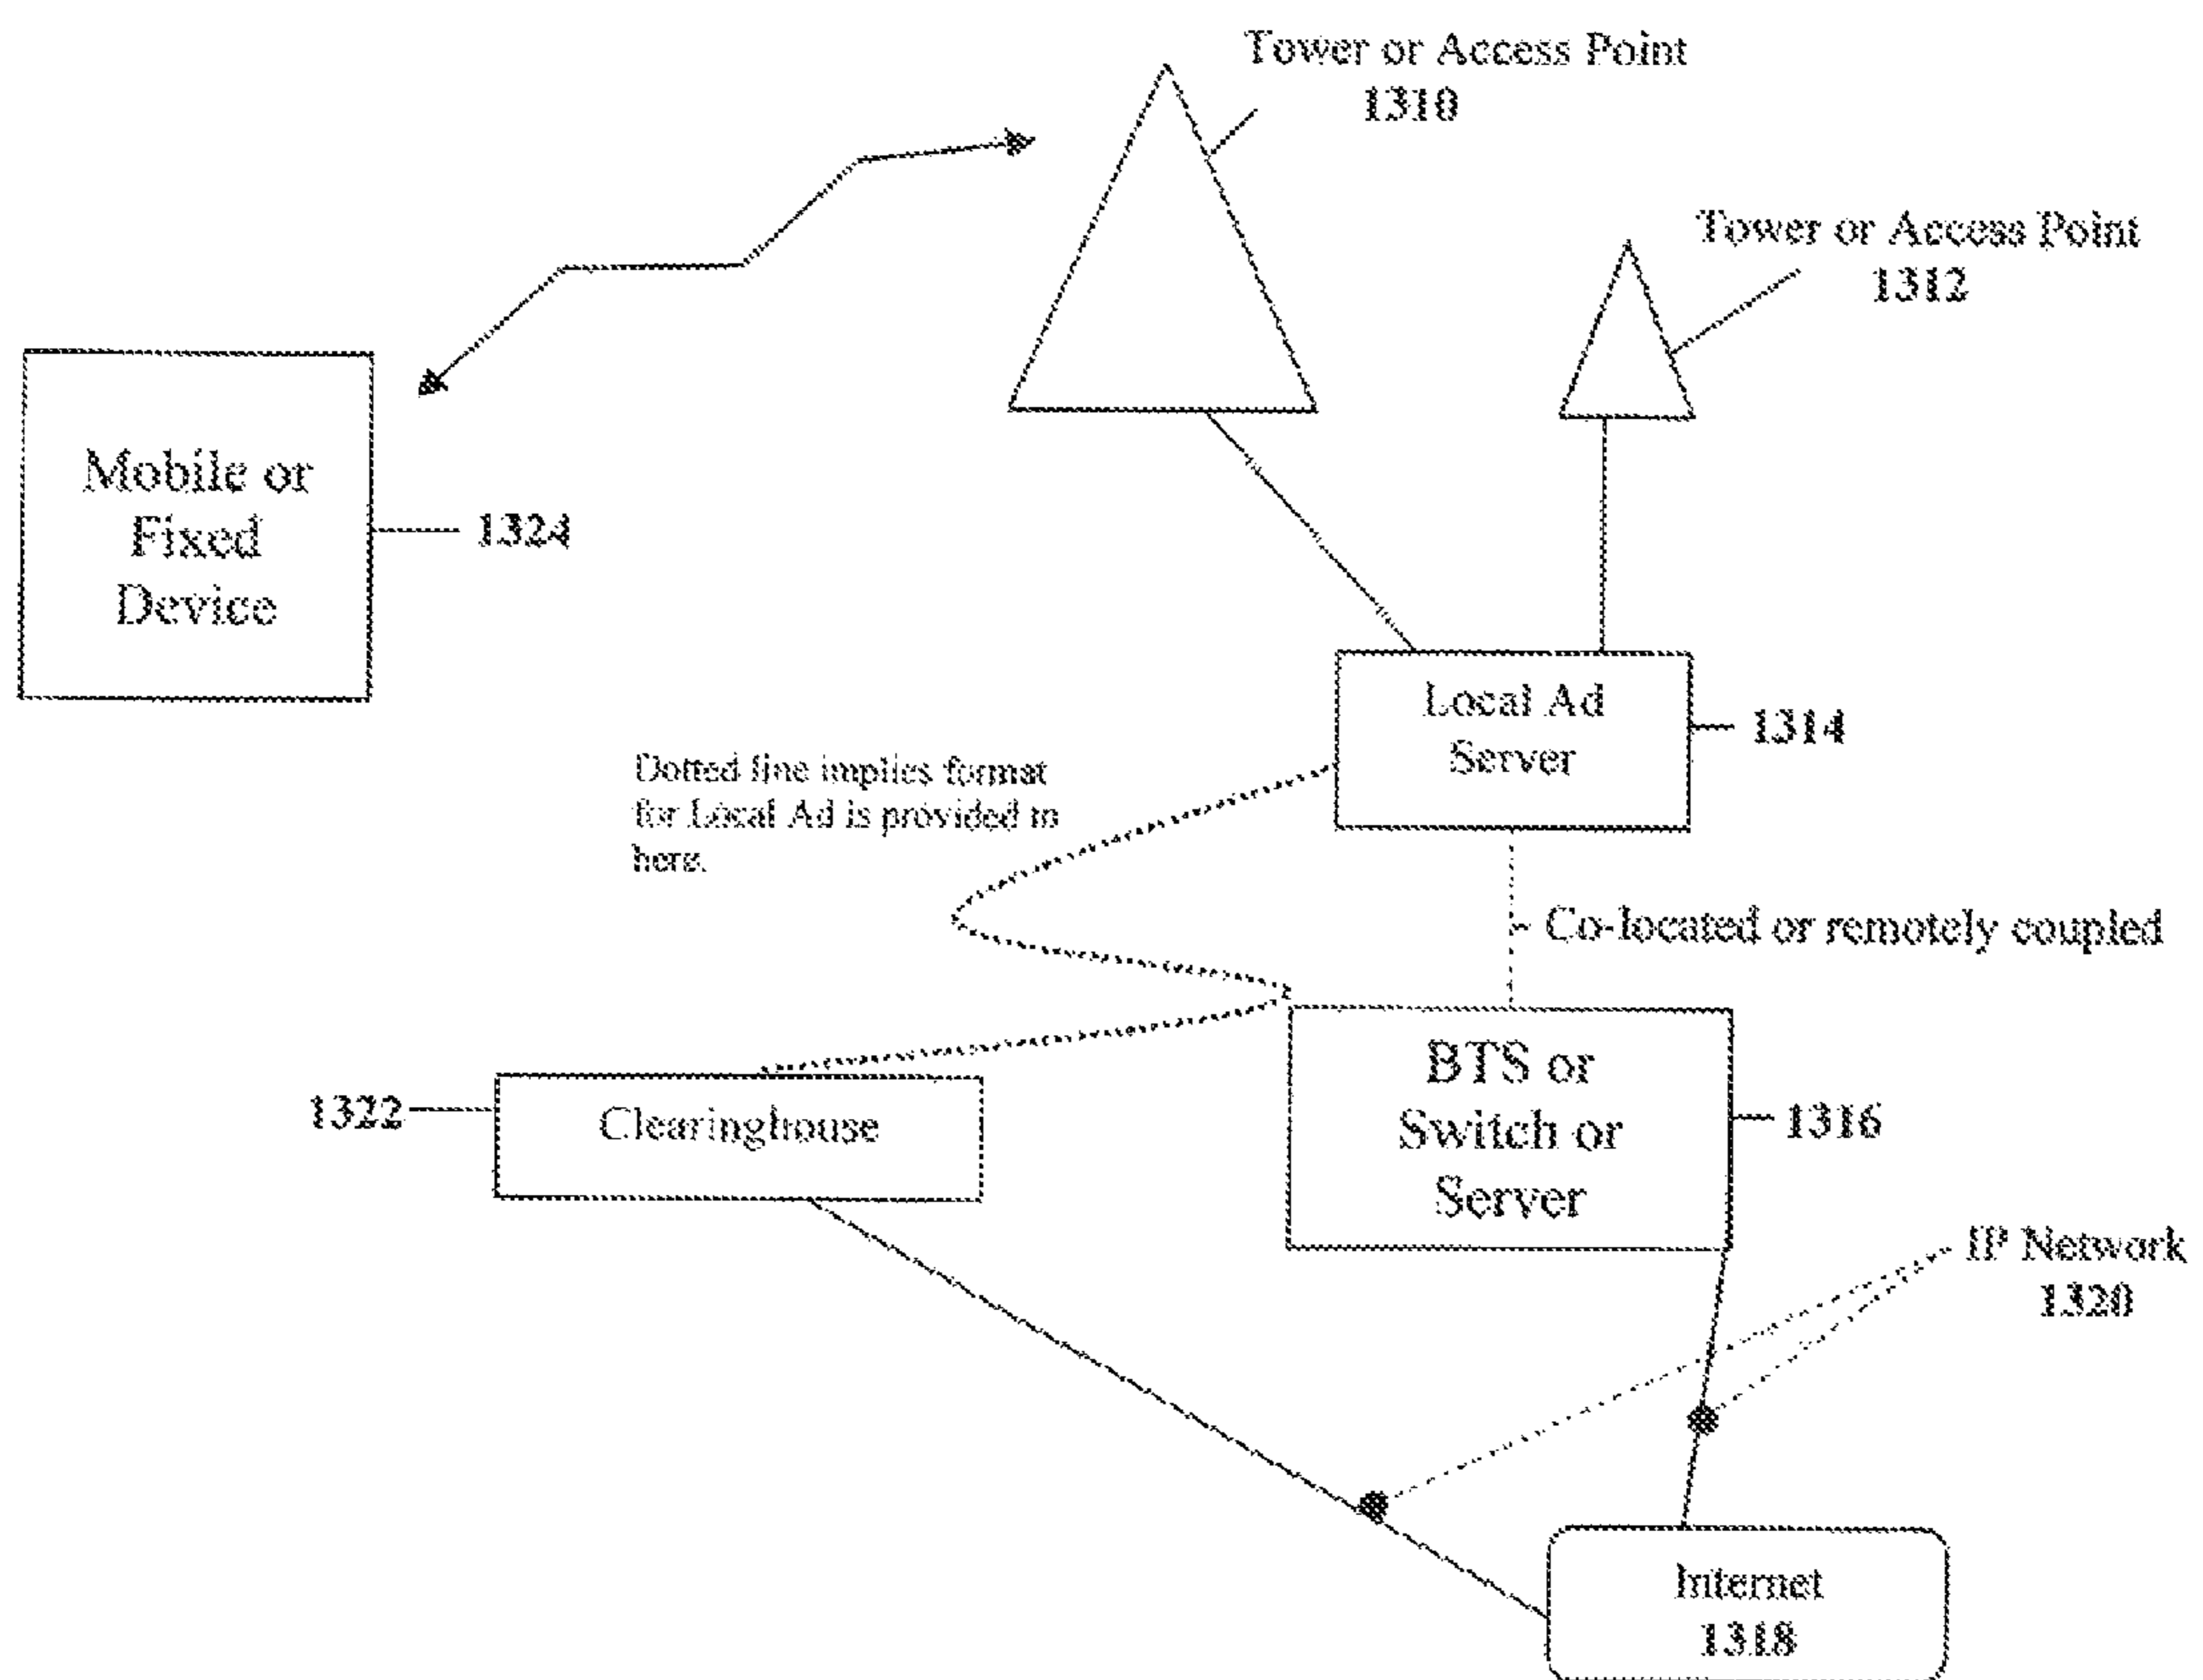 Tower or Access Point
1310
Tower or Access Point
1312
Mobile or
Fixed
Device
1324
Local Ad
Server
1314
Dotted line implies format
for Local Ad is provided in
here.
Co-located or remotely coupled
1322
Clearinghouse
BTS or
Switch or
Server
1316
IP Network
1320
Internet
1318